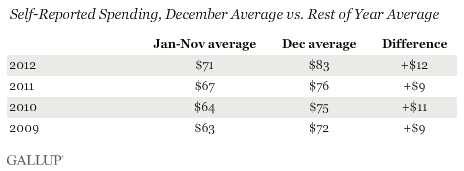 Self-Reported Spending, December Average vs. Rest of Year Average
Jan-Nov average Dec average Difference
2012 $71 $83 +$12
2011 $67 $76 +$9
2010 $64 $75 +$11
2009 $63 $72 +$9
GALLUP®